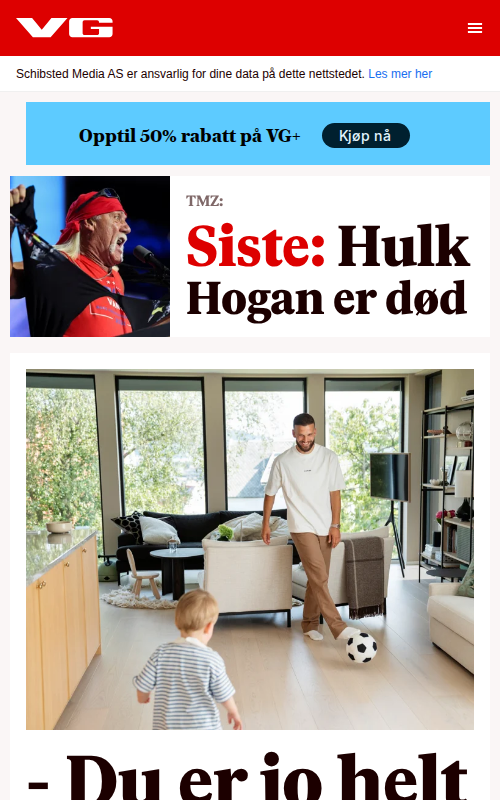 VG
Schibsted Media AS er ansvarlig for dine data på dette nettstedet. Les mer her
Opptil 50% rabatt på VG+ Kjøp nå
TMZ:
Siste: Hulk
Hogan er død
- Du er jo helt